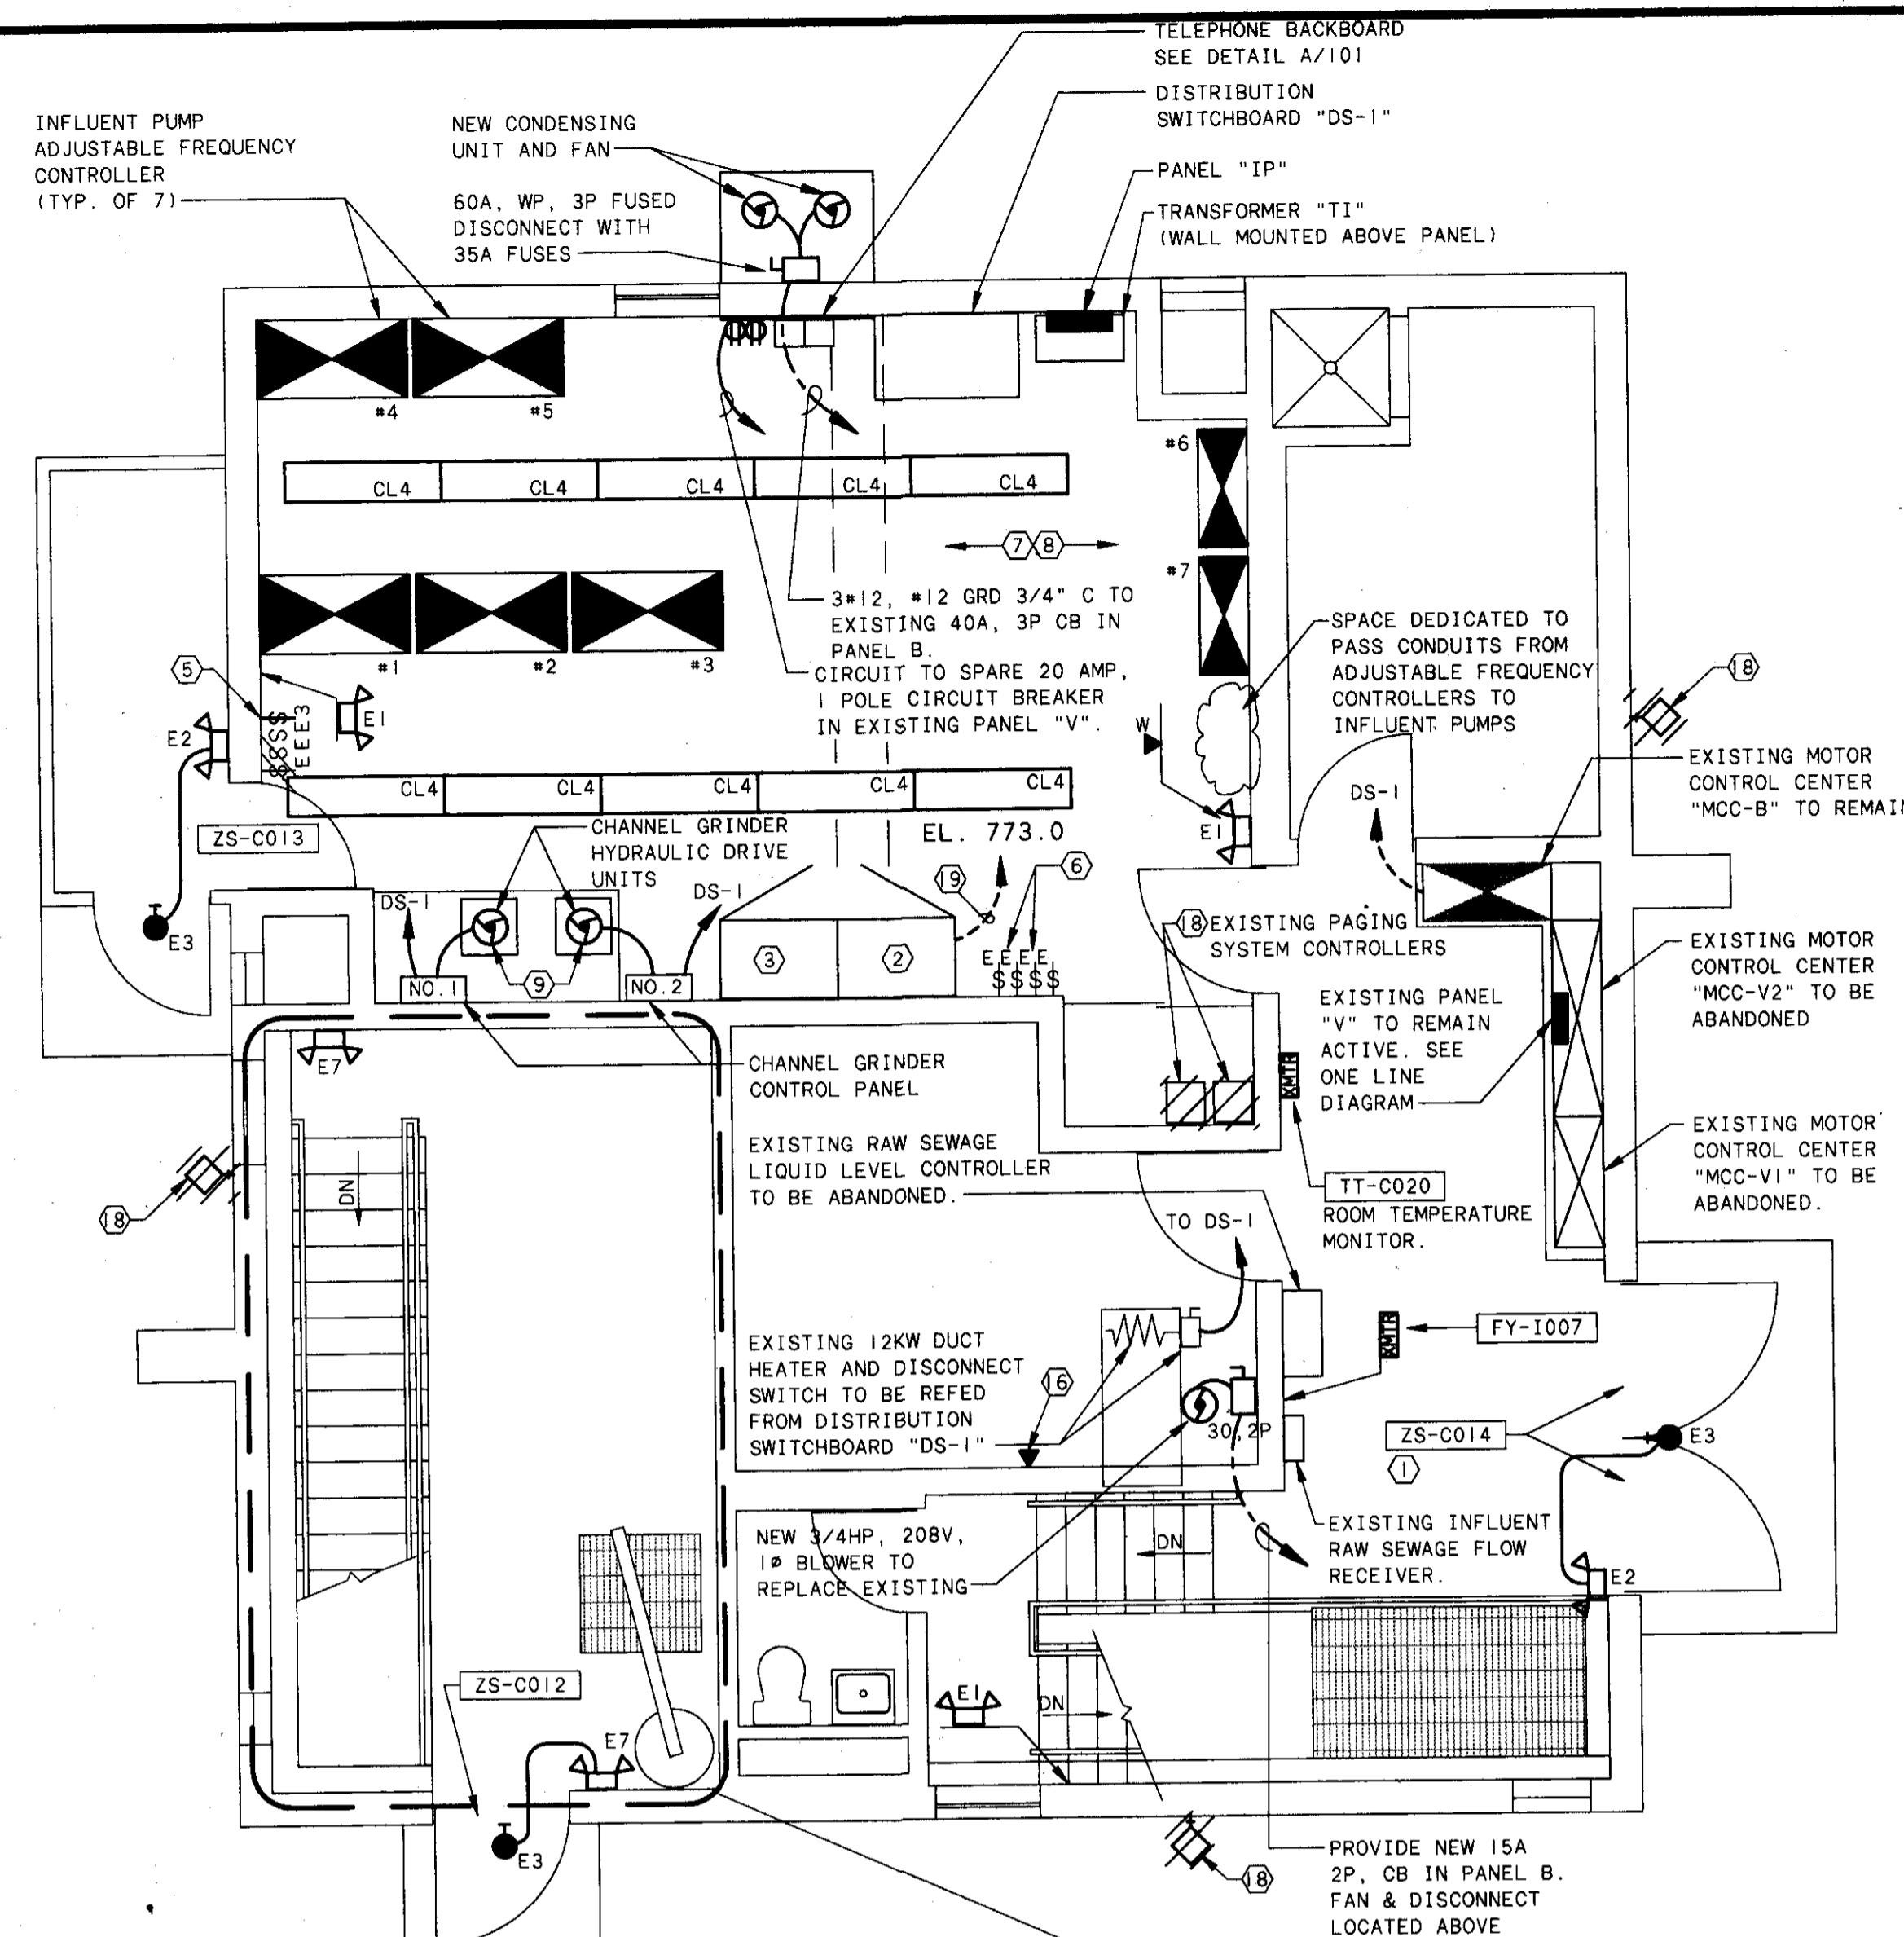 TELEPHONE BACKBOARD
SEE DETAIL A/101
DISTRIBUTION
SWITCHBOARD "DS-1"
INFLUENT PUMP
ADJUSTABLE FREQUENCY
CONTROLLER
(TYP. OF 7)
NEW CONDENSING
UNIT AND FAN
60A, WP, 3P FUSED
DISCONNECT WITH
35A FUSES
PANEL "IP"
TRANSFORMER "TI"
(WALL MOUNTED ABOVE PANEL)
#4
#5
#6
CL4
CL4
CL4
CL4
CL4
7
8
#7
3#12, #12 GRD 3/4" C TO
EXISTING 40A, 3P CB IN
PANEL B.
#1
#2
#3
CIRCUIT TO SPARE 20 AMP,
1 POLE CIRCUIT BREAKER
IN EXISTING PANEL "V".
SPACE DEDICATED TO
PASS CONDUITS FROM
ADJUSTABLE FREQUENCY
CONTROLLERS TO
INFLUENT PUMPS
18
5
E1
E2
$$$$
EEE3
W
EXISTING MOTOR
CONTROL CENTER
"MCC-B" TO REMAIN
DS-1
CL4
CL4
CL4
CL4
CL4
E1
ZS-C013
CHANNEL GRINDER
HYDRAULIC DRIVE
UNITS
EL. 773.0
6
19
DS-1
DS-1
E3
18
EXISTING PAGING
SYSTEM CONTROLLERS
EXISTING MOTOR
CONTROL CENTER
"MCC-V2" TO BE
ABANDONED
NO.1
9
NO.2
3
2
E E E E
$ $ $ $
EXISTING PANEL
"V" TO REMAIN
ACTIVE. SEE
ONE LINE
DIAGRAM
E7
CHANNEL GRINDER
CONTROL PANEL
XMTR
EXISTING RAW SEWAGE
LIQUID LEVEL CONTROLLER
TO BE ABANDONED.
EXISTING MOTOR
CONTROL CENTER
"MCC-V1" TO BE
ABANDONED.
TT-C020
ROOM TEMPERATURE
MONITOR.
18
DN
TO DS-1
EXISTING 12KW DUCT
HEATER AND DISCONNECT
SWITCH TO BE REFED
FROM DISTRIBUTION
SWITCHBOARD "DS-1"
16
XMTR
FY-I007
30,2P
ZS-C014
1
E3
NEW 3/4HP, 208V,
1ø BLOWER TO
REPLACE EXISTING
DN
EXISTING INFLUENT
RAW SEWAGE FLOW
RECEIVER.
E2
ZS-C012
E1
DN
E7
E3
18
PROVIDE NEW 15A
2P, CB IN PANEL B.
FAN & DISCONNECT
LOCATED ABOVE